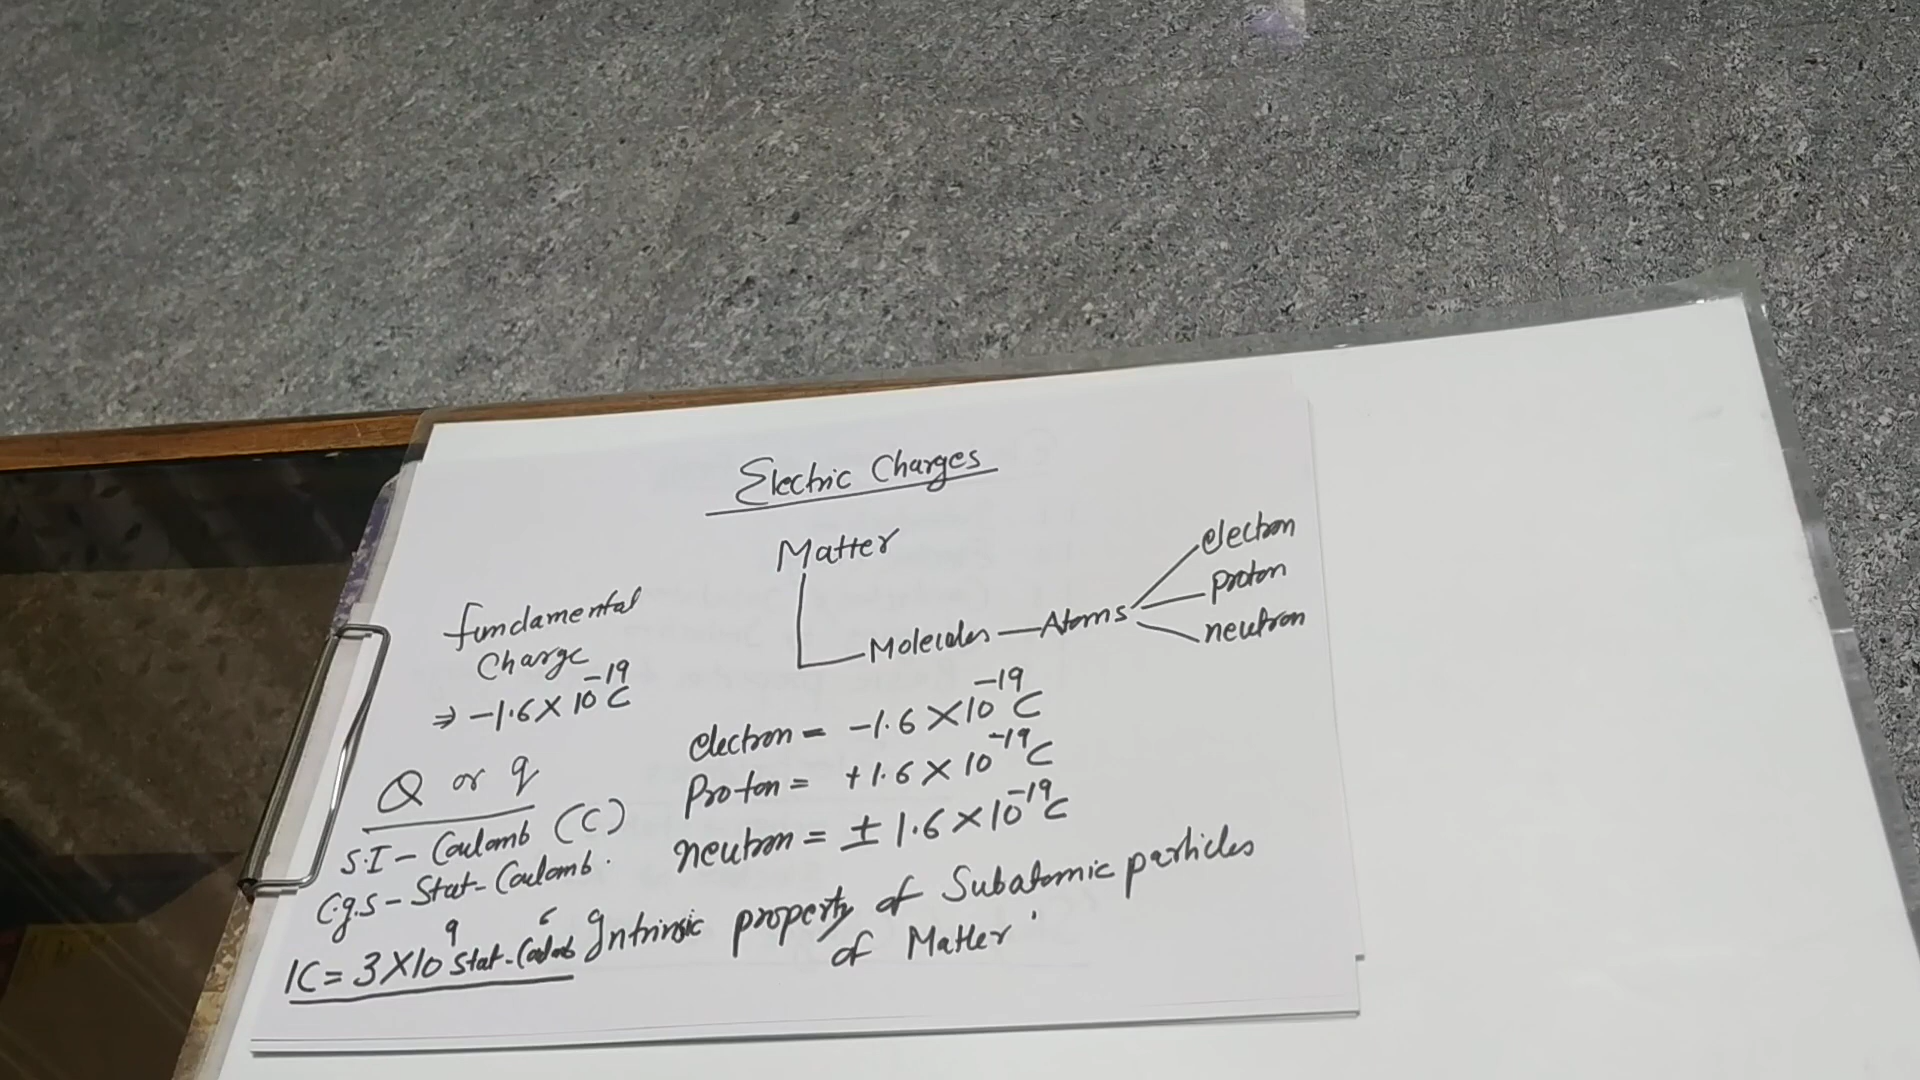 Electric Charges
Matter
Molecules — Atoms
electron
proton
neutron
fundamental
Charge
⇒ -1.6 × 10⁻¹⁹ C
Q or q
S.I - Coulomb (C)
C.g.S - Stat-Coulomb.
1C = 3×10⁹ Stat-Coulomb
electron = -1.6 ×10⁻¹⁹ C
Proton = +1.6 × 10⁻¹⁹ C
neutron = ± 1.6 ×10⁻¹⁹ C
Intrinsic property of Subatomic particles
of Matter